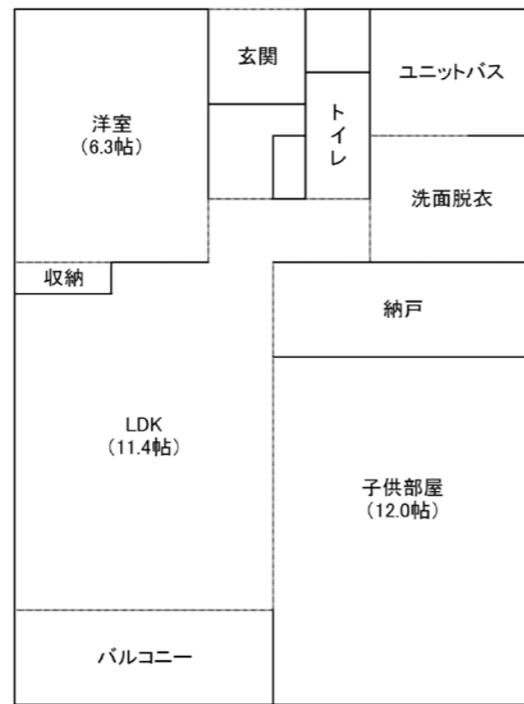 玄関
ユニットバス
洋室
（6.3帖）
トイレ
洗面脱衣
収納
納戸
LDK
（11.4帖）
子供部屋
（12.0帖）
バルコニー